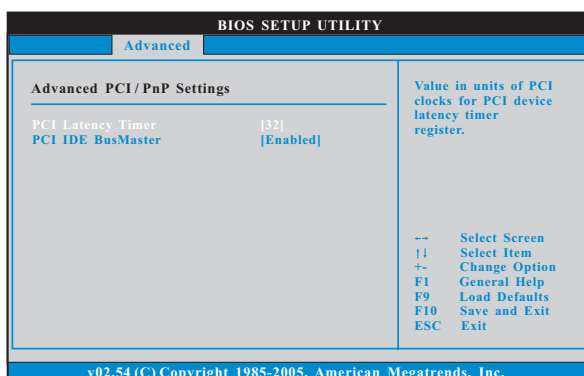 BIOS SETUP UTILITY
Advanced
Advanced PCI / PnP Settings
PCI Latency Timer [32]
PCI IDE BusMaster [Enabled]
Value in units of PCI
clocks for PCI device
latency timer
register.
←→ Select Screen
↑↓ Select Item
+- Change Option
F1 General Help
F9 Load Defaults
F10 Save and Exit
ESC Exit
v02.54 (C) Copyright 1985-2005, American Megatrends, Inc.